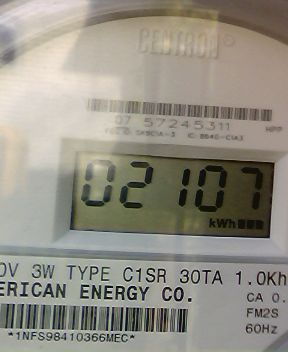 CENTRON®
07 57245311 HPP
02107
kWh
0V 3W TYPE C1SR 30TA 1.0Kh
ERICAN ENERGY CO. CA 0.
FM2S
*1NFS98410366MEC* 60Hz